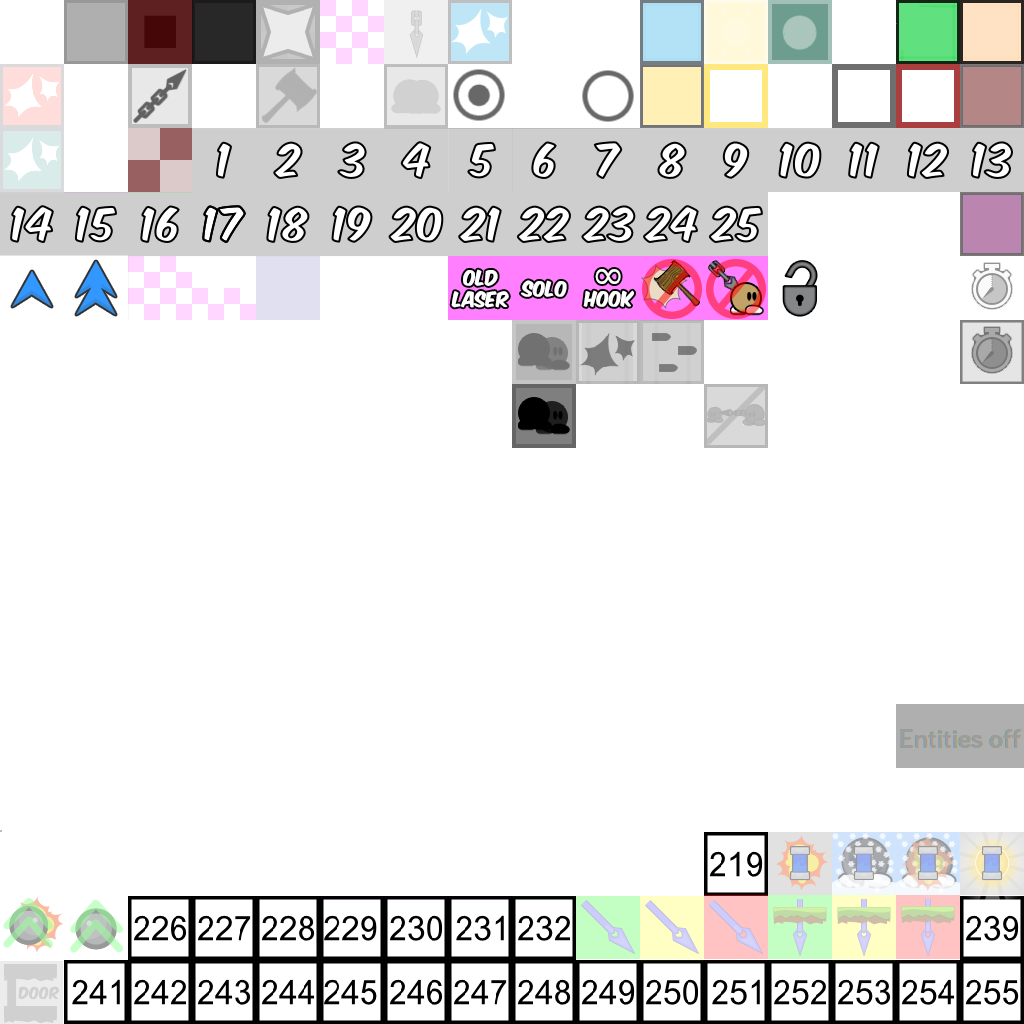 1 2 3 4 5 6 7 8 9 10 11 12 13
14 15 16 17 18 19 20 21 22 23 24 25
OLD LASER SOLO ∞ HOOK
Entities off
219
226 227 228 229 230 231 232 239
DOOR 241 242 243 244 245 246 247 248 249 250 251 252 253 254 255